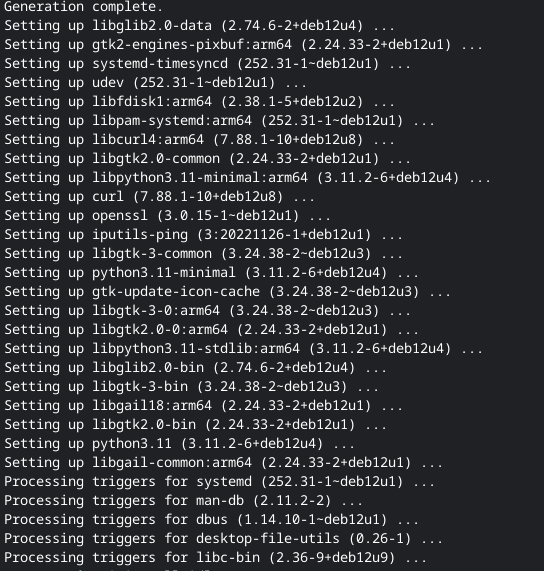 Generation complete.
Setting up libglib2.0-data (2.74.6-2+deb12u4) ...
Setting up gtk2-engines-pixbuf:arm64 (2.24.33-2+deb12u1) ...
Setting up systemd-timesyncd (252.31-1~deb12u1) ...
Setting up udev (252.31-1~deb12u1) ...
Setting up libfdisk1:arm64 (2.38.1-5+deb12u2) ...
Setting up libpam-systemd:arm64 (252.31-1~deb12u1) ...
Setting up libcurl4:arm64 (7.88.1-10+deb12u8) ...
Setting up libgtk2.0-common (2.24.33-2+deb12u1) ...
Setting up libpython3.11-minimal:arm64 (3.11.2-6+deb12u4) ...
Setting up curl (7.88.1-10+deb12u8) ...
Setting up openssl (3.0.15-1~deb12u1) ...
Setting up iputils-ping (3:20221126-1+deb12u1) ...
Setting up libgtk-3-common (3.24.38-2~deb12u3) ...
Setting up python3.11-minimal (3.11.2-6+deb12u4) ...
Setting up gtk-update-icon-cache (3.24.38-2~deb12u3) ...
Setting up libgtk-3-0:arm64 (3.24.38-2~deb12u3) ...
Setting up libgtk2.0-0:arm64 (2.24.33-2+deb12u1) ...
Setting up libpython3.11-stdlib:arm64 (3.11.2-6+deb12u4) ...
Setting up libglib2.0-bin (2.74.6-2+deb12u4) ...
Setting up libgtk-3-bin (3.24.38-2~deb12u3) ...
Setting up libgail18:arm64 (2.24.33-2+deb12u1) ...
Setting up libgtk2.0-bin (2.24.33-2+deb12u1) ...
Setting up python3.11 (3.11.2-6+deb12u4) ...
Setting up libgail-common:arm64 (2.24.33-2+deb12u1) ...
Processing triggers for systemd (252.31-1~deb12u1) ...
Processing triggers for man-db (2.11.2-2) ...
Processing triggers for dbus (1.14.10-1~deb12u1) ...
Processing triggers for desktop-file-utils (0.26-1) ...
Processing triggers for libc-bin (2.36-9+deb12u9) ...